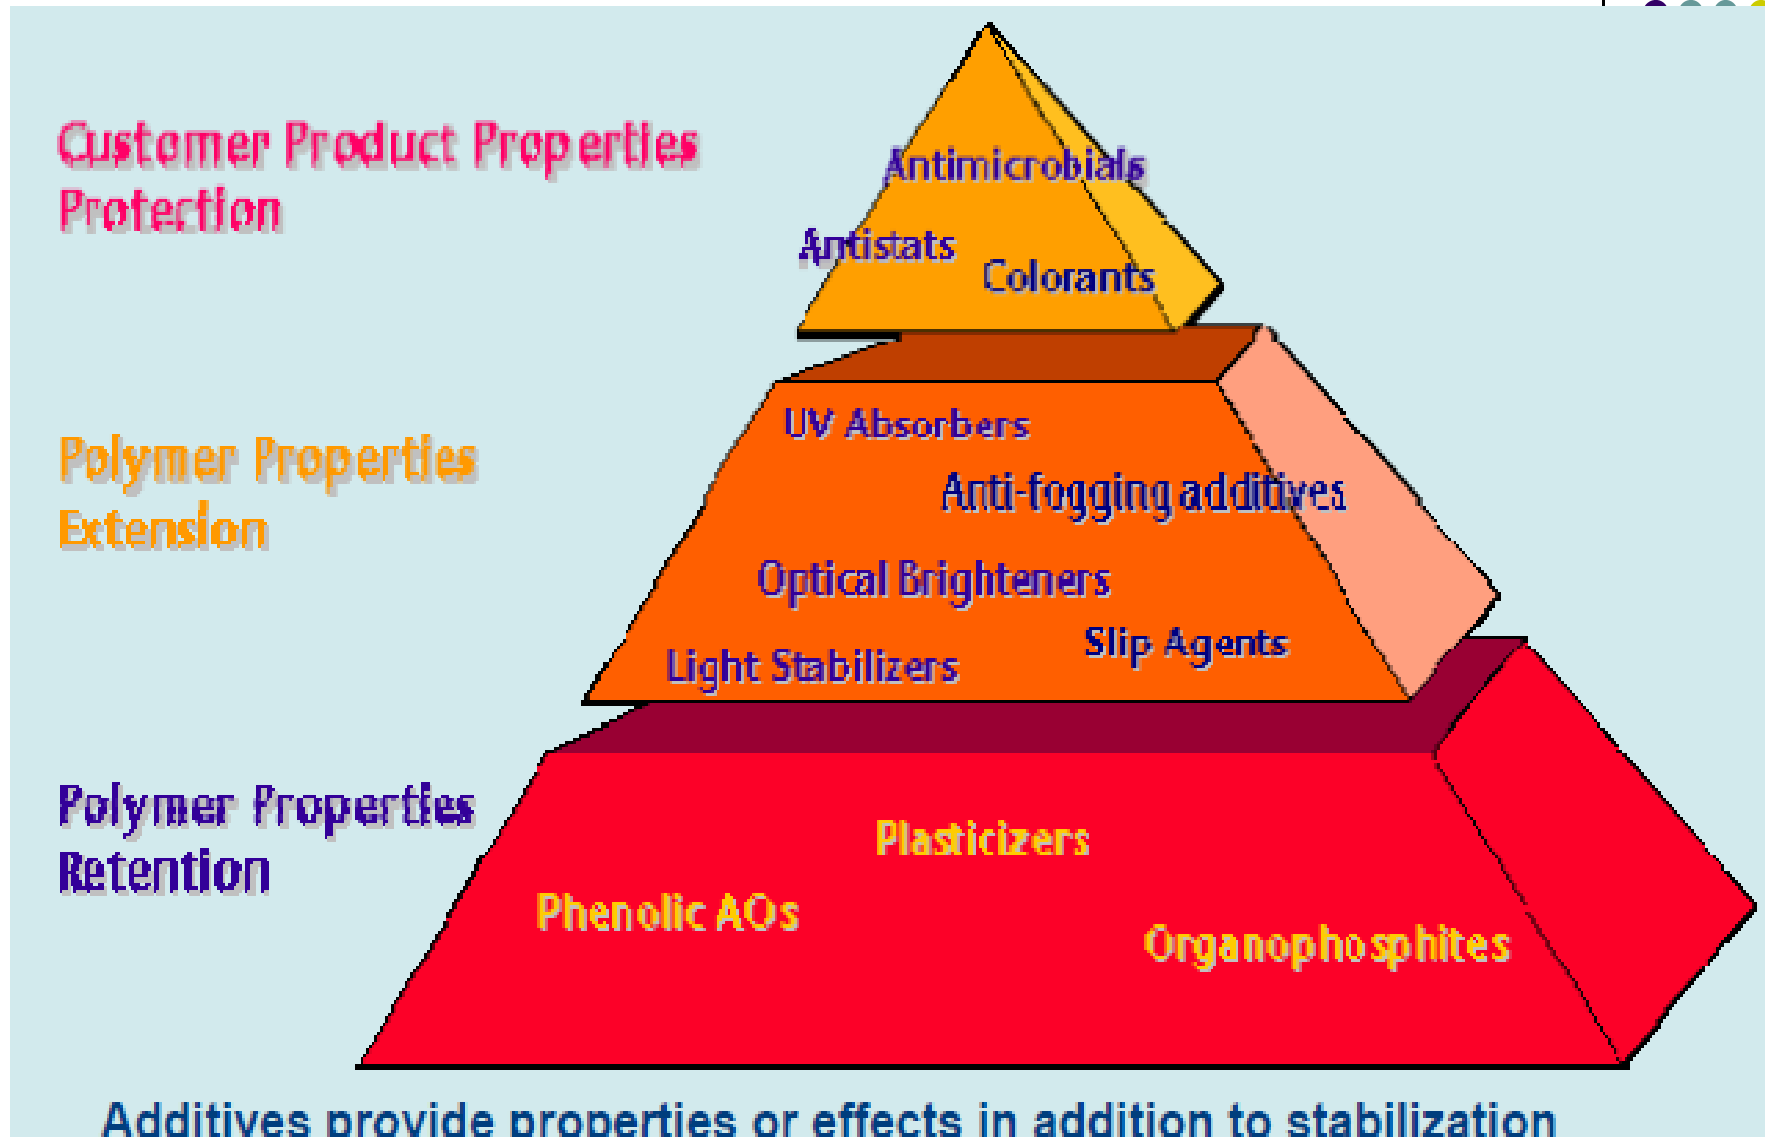 Customer Product Properties
Protection
Antimicrobials
Antistats
Colorants
Polymer Properties
Extension
UV Absorbers
Anti-fogging additives
Optical Brighteners
Slip Agents
Light Stabilizers
Polymer Properties
Retention
Plasticizers
Phenolic AOs
Organophosphites
Additives provide properties or effects in addition to stabilization